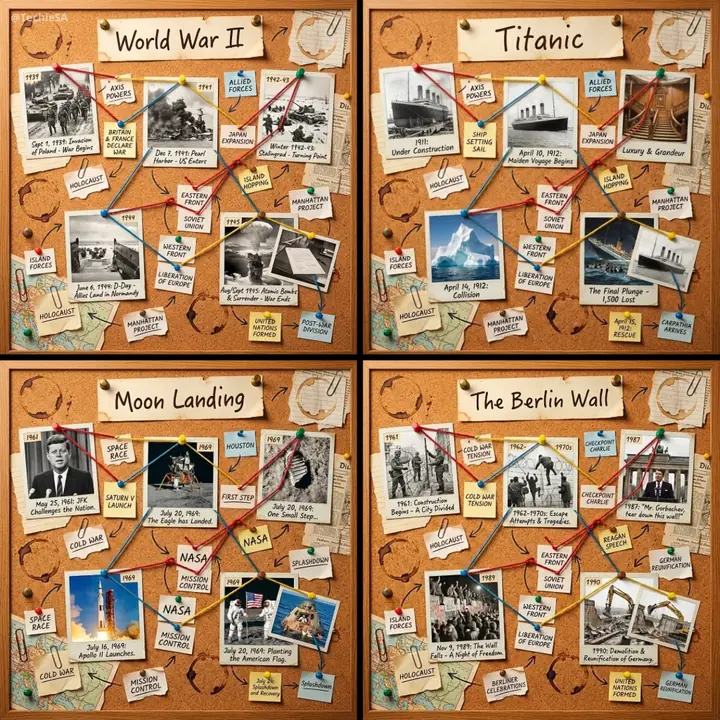 @TechieSA
World War II
1939
AXIS
POWERS
1941
ALLIED
FORCES
1942-43
Sept 1, 1939: Invasion
of Poland - War Begins
BRITAIN
& FRANCE
DECLARE
WAR
Dec 7, 1941: Pearl
Harbor - US Enters
JAPAN
EXPANSION
Winter 1942-43:
Stalingrad - Turning Point
HOLOCAUST
EASTERN
FRONT
SOVIET
UNION
ISLAND
HOPPING
MANHATTAN
PROJECT
1944
1945
ISLAND
FORCES
June 6, 1944: D-Day -
Allies Land in Normandy
WESTERN
FRONT
LIBERATION
OF EUROPE
Aug/Sept 1945: Atomic Bombs
& Surrender - War Ends
HOLOCAUST
MANHATTAN
PROJECT
UNITED
NATIONS
FORMED
POST-WAR
DIVISION
Titanic
AXIS
POWERS
ALLIED
FORCES
1911:
Under Construction
SHIP
SETTING
SAIL
April 10, 1912:
Maiden Voyage Begins
JAPAN
EXPANSION
Luxury & Grandeur
HOLOCAUST
EASTERN
FRONT
SOVIET
UNION
ISLAND
HOPPING
MANHATTAN
PROJECT
ISLAND
FORCES
April 14, 1912:
Collision
WESTERN
FRONT
LIBERATION
OF EUROPE
The Final Plunge -
1,500 Lost
HOLOCAUST
MANHATTAN
PROJECT
April 15,
1912:
RESCUE
CARPATHIA
ARRIVES
Moon Landing
1961
SPACE
RACE
1969
HOUSTON
1969
May 25, 1961: JFK
Challenges the Nation.
SATURN V
LAUNCH
July 20, 1969:
The Eagle has Landed.
FIRST STEP
July 20, 1969:
One Small Step...
COLD WAR
NASA
MISSION
CONTROL
NASA
SPLASHDOWN
1969
1969
SPACE
RACE
July 16, 1969:
Apollo 11 Launches.
NASA
MISSION
CONTROL
July 20, 1969: Planting
the American Flag.
COLD WAR
MISSION
CONTROL
July 24:
Splashdown
and Recovery
Splashdown
The Berlin Wall
1961
COLD WAR
TENSION
1962-
1970s
CHECKPOINT
CHARLIE
1987
1961: Construction
Begins - A City Divided
COLD WAR
TENSION
1962-1970s: Escape
Attempts & Tragedies.
CHECKPOINT
CHARLIE
1987: "Mr. Gorbachev,
tear down this wall!"
HOLOCAUST
EASTERN
FRONT
SOVIET
UNION
REAGAN
SPEECH
GERMAN
REUNIFICATION
1989
1990
ISLAND
FORCES
Nov 9, 1989: The Wall
Falls - A Night of Freedom.
WESTERN
FRONT
LIBERATION
OF EUROPE
1990: Demolition &
Reunification of Germany.
HOLOCAUST
BERLINER
CELEBRATIONS
UNITED
NATIONS
FORMED
GERMAN
REUNIFICATION